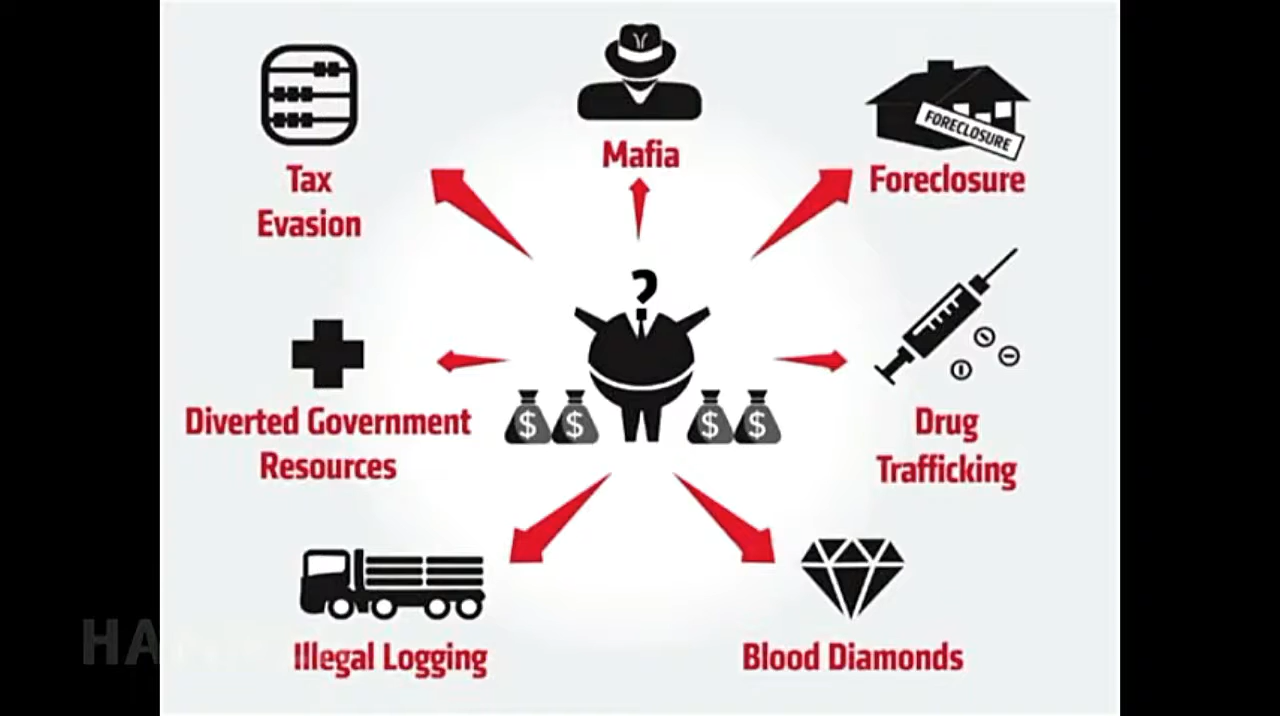 Mafia
FORECLOSURE
Tax
Evasion
Foreclosure
?
Diverted Government
Resources
$ $ $ $
Drug
Trafficking
Illegal Logging
Blood Diamonds